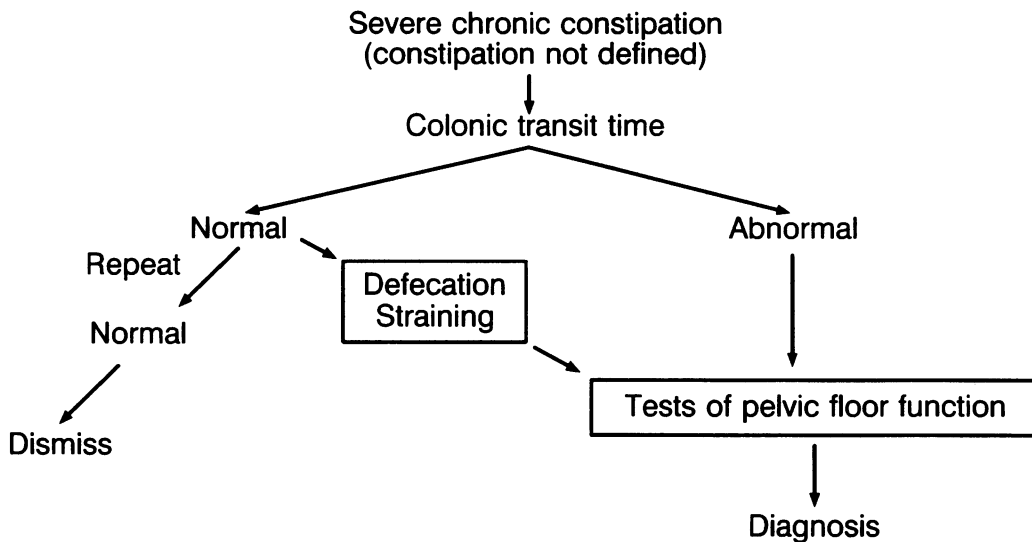 Severe chronic constipation
(constipation not defined)
Colonic transit time
Normal
Abnormal
Repeat
Defecation
Straining
Normal
Tests of pelvic floor function
Dismiss
Diagnosis